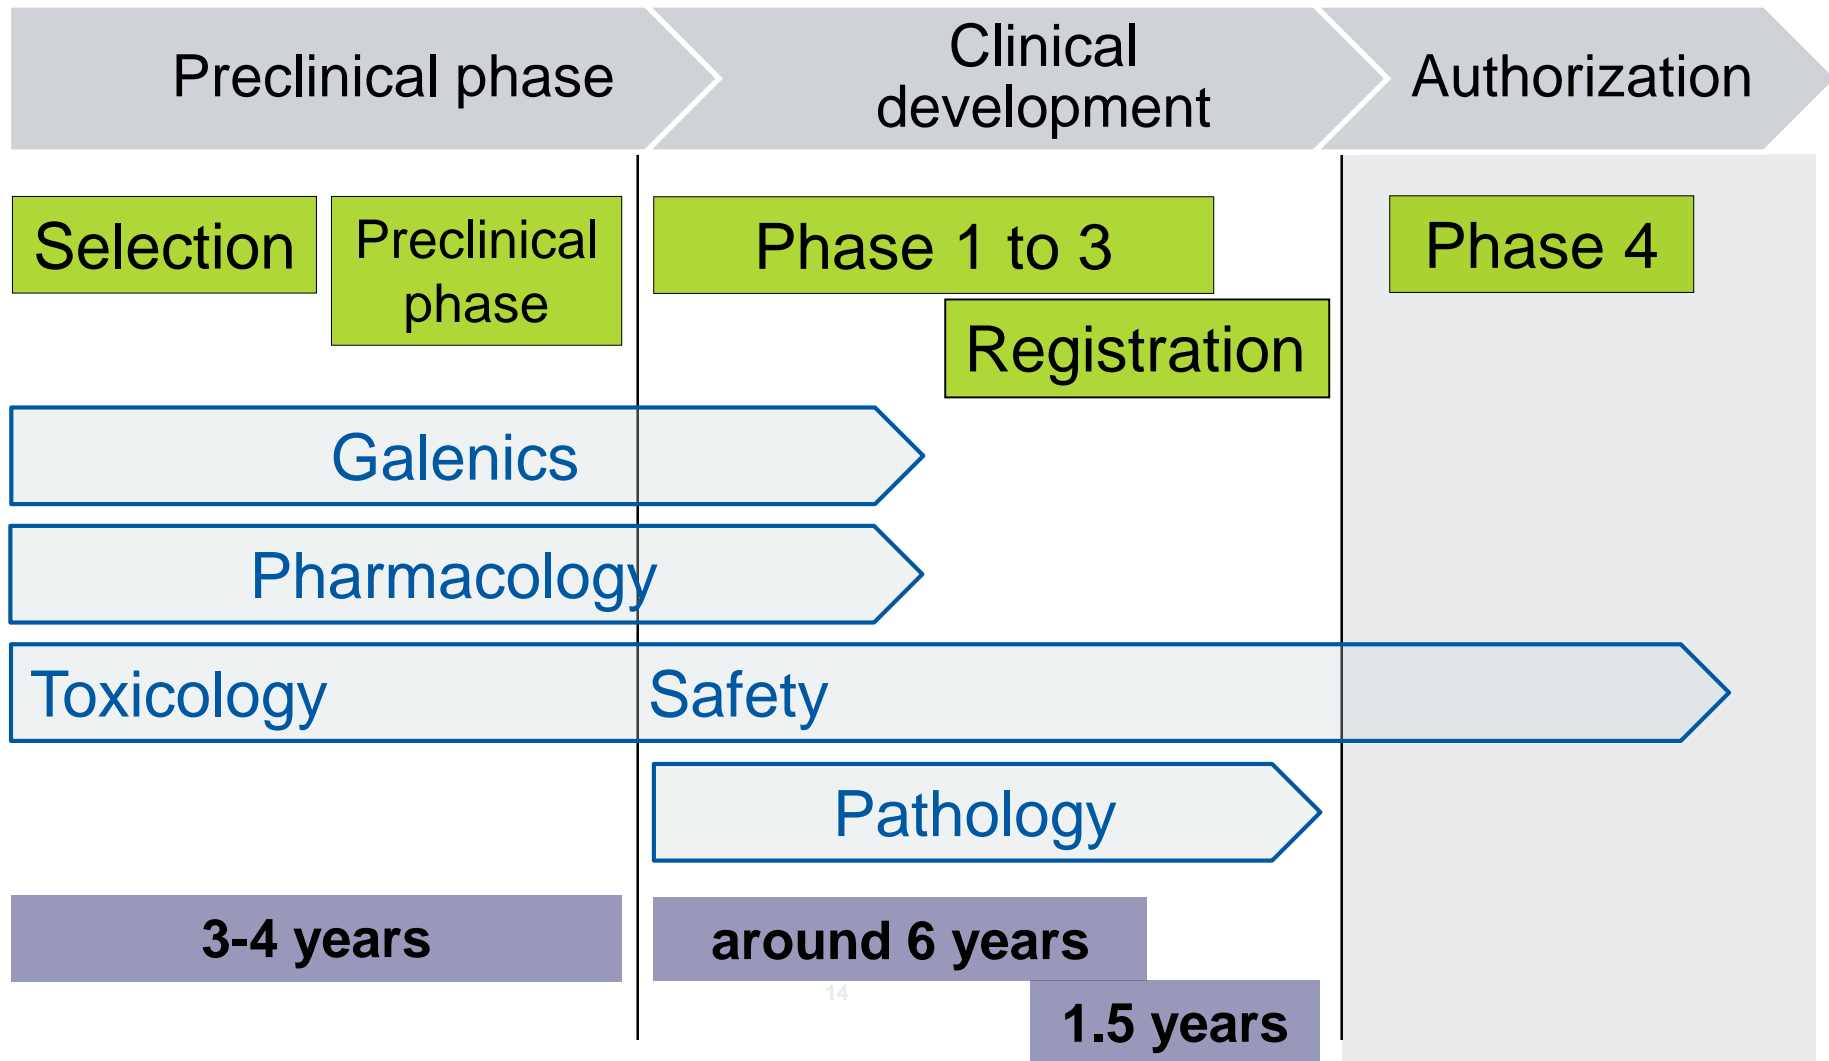 Preclinical phase
Clinical
development
Authorization
Selection
Preclinical
phase
Phase 1 to 3
Phase 4
Registration
Galenics
Pharmacology
Toxicology
Safety
Pathology
3-4 years
around 6 years
14
1.5 years